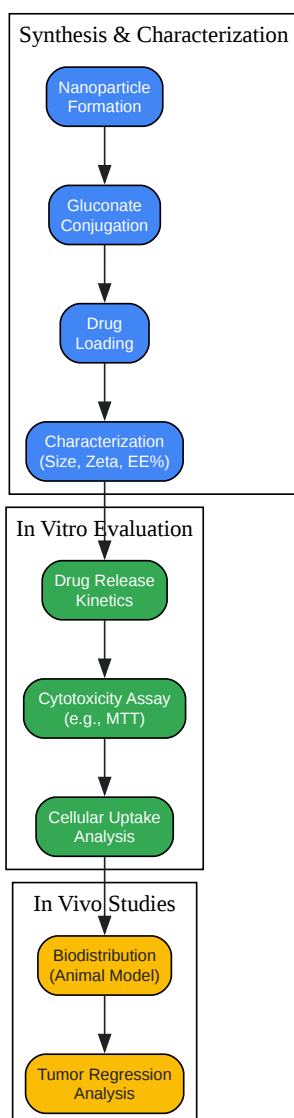 Synthesis & Characterization
Nanoparticle
Formation
Gluconate
Conjugation
Drug
Loading
Characterization
(Size, Zeta, EE%)
In Vitro Evaluation
Drug Release
Kinetics
Cytotoxicity Assay
(e.g., MTT)
Cellular Uptake
Analysis
In Vivo Studies
Biodistribution
(Animal Model)
Tumor Regression
Analysis